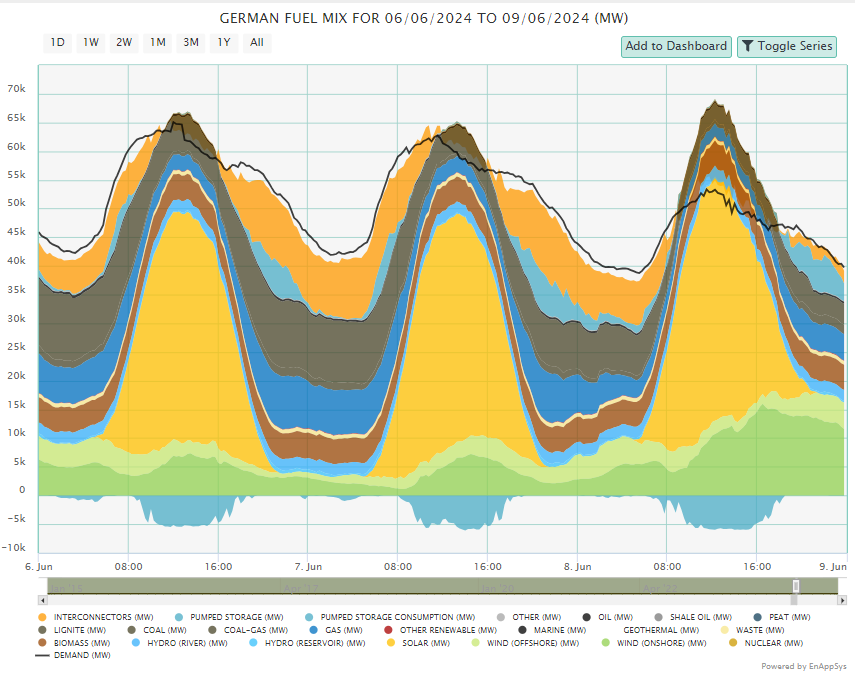 GERMAN FUEL MIX FOR 06/06/2024 TO 09/06/2024 (MW)
1D 1W 2W 1M 3M 1Y All
Add to Dashboard Toggle Series
70k
65k
60k
55k
50k
45k
40k
35k
30k
25k
20k
15k
10k
5k
0
−5k
−10k
6. Jun 08:00 16:00 7. Jun 08:00 16:00 8. Jun 08:00 16:00 9. Jun
INTERCONNECTORS (MW) PUMPED STORAGE (MW) PUMPED STORAGE CONSUMPTION (MW) OTHER (MW) OIL (MW) SHALE OIL (MW) PEAT (MW)
LIGNITE (MW) COAL (MW) COAL-GAS (MW) GAS (MW) OTHER RENEWABLE (MW) MARINE (MW) GEOTHERMAL (MW) WASTE (MW)
BIOMASS (MW) HYDRO (RIVER) (MW) HYDRO (RESERVOIR) (MW) SOLAR (MW) WIND (OFFSHORE) (MW) WIND (ONSHORE) (MW) NUCLEAR (MW)
DEMAND (MW)
Powered by EnAppSys